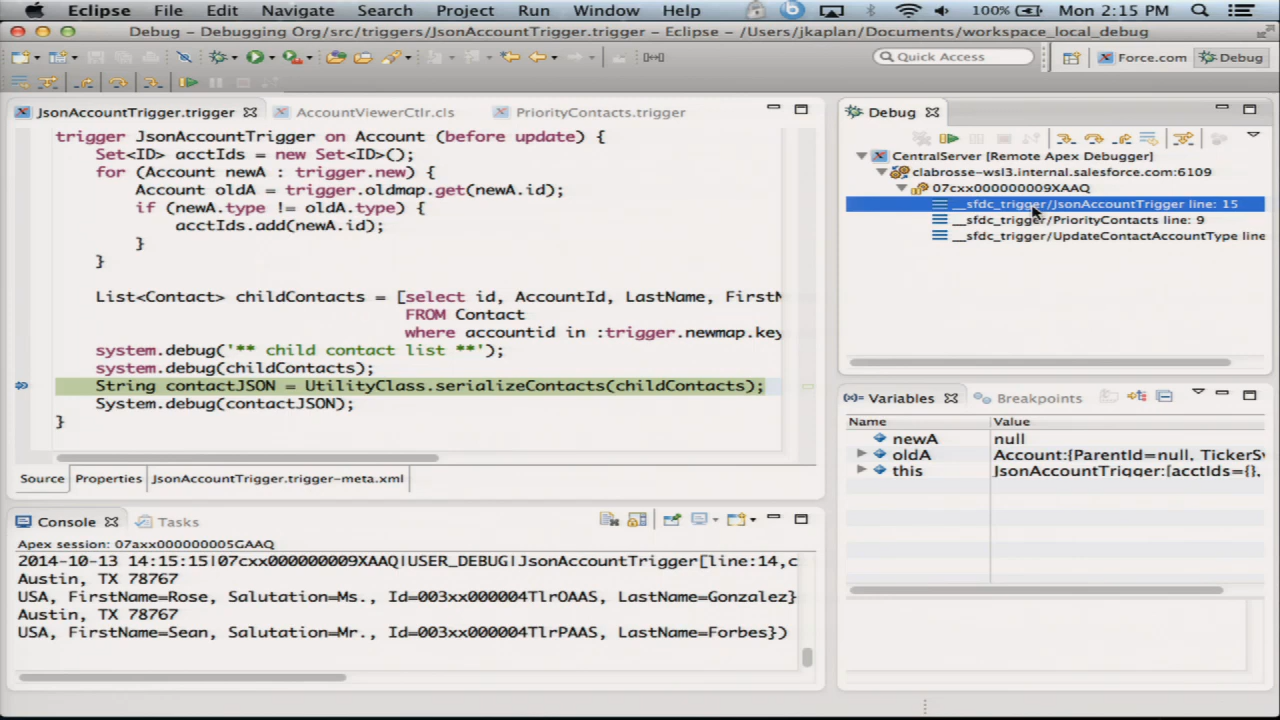 Eclipse File Edit Navigate Search Project Run Window Help 100% Mon 2:15 PM
Debug - Debugging Org/src/triggers/JsonAccountTrigger.trigger - Eclipse - /Users/jkaplan/Documents/workspace_local_debug
Quick Access Force.com Debug
JsonAccountTrigger.trigger AccountViewerCtlr.cls PriorityContacts.trigger
trigger JsonAccountTrigger on Account (before update) {
Set<ID> acctIds = new Set<ID>();
for (Account newA : trigger.new) {
Account oldA = trigger.oldmap.get(newA.id);
if (newA.type != oldA.type) {
acctIds.add(newA.id);
}
}
List<Contact> childContacts = [select id, AccountId, LastName, FirstN
FROM Contact
where accountid in :trigger.newmap.key
system.debug('** child contact list **');
system.debug(childContacts);
String contactJSON = UtilityClass.serializeContacts(childContacts);
System.debug(contactJSON);
}
Source Properties JsonAccountTrigger.trigger-meta.xml
Console Tasks
Apex session: 07axx000000005GAAQ
2014-10-13 14:15:15|07cxx000000009XAAQ|USER_DEBUG|JsonAccountTrigger[line:14,c
Austin, TX 78767
USA, FirstName=Rose, Salutation=Ms., Id=003xx000004TlrOAAS, LastName=Gonzalez}
Austin, TX 78767
USA, FirstName=Sean, Salutation=Mr., Id=003xx000004TlrPAAS, LastName=Forbes})
Debug
CentralServer [Remote Apex Debugger]
clabrosse-wsl3.internal.salesforce.com:6109
07cxx000000009XAAQ
__sfdc_trigger/JsonAccountTrigger line: 15
__sfdc_trigger/PriorityContacts line: 9
__sfdc_trigger/UpdateContactAccountType line
Variables Breakpoints
Name Value
newA null
oldA Account:{ParentId=null, TickerSy
this JsonAccountTrigger:[acctIds={},